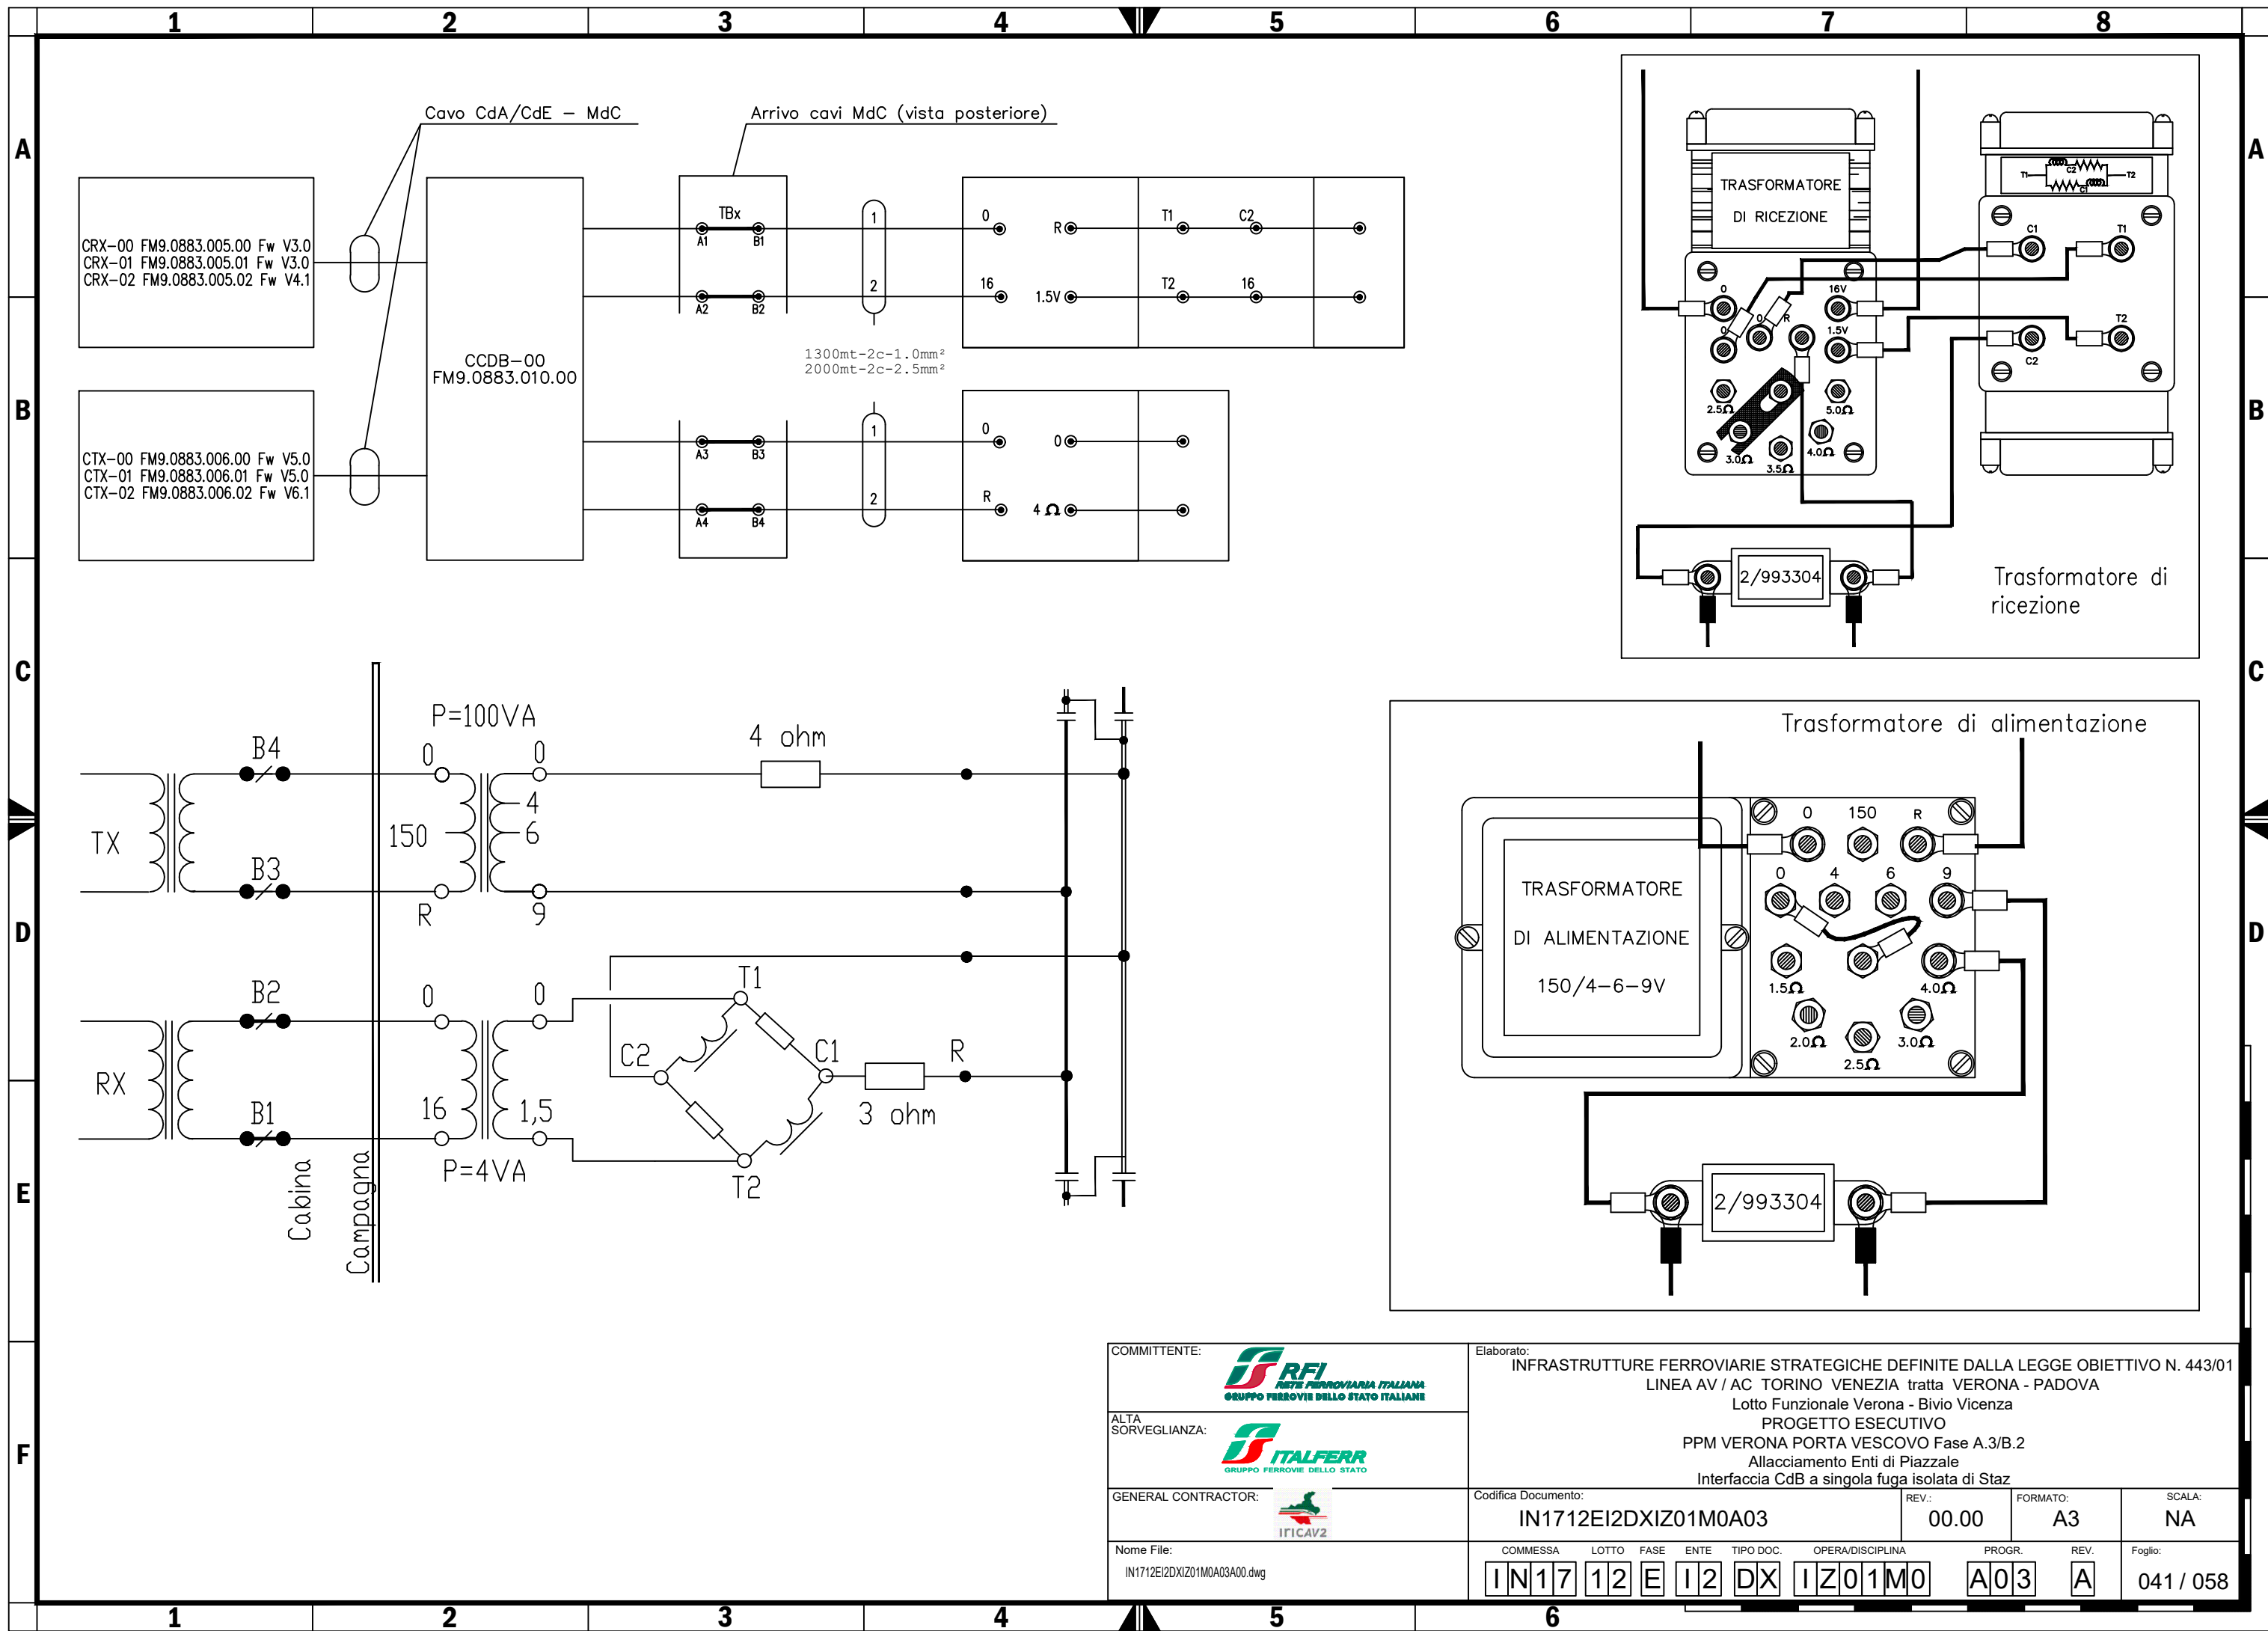 1 2 3 4 5 6 7 8
A
B
C
D
E
F
A
B
C
D
Cavo CdA/CdE – MdC
Arrivo cavi MdC (vista posteriore)
CRX–00 FM9.0883.005.00 Fw V3.0
CRX–01 FM9.0883.005.01 Fw V3.0
CRX–02 FM9.0883.005.02 Fw V4.1
CTX–00 FM9.0883.006.00 Fw V5.0
CTX–01 FM9.0883.006.01 Fw V5.0
CTX–02 FM9.0883.006.02 Fw V6.1
CCDB–00
FM9.0883.010.00
TBx
A1 B1
A2 B2
A3 B3
A4 B4
1
2
1300mt-2c-1.0mm²
2000mt-2c-2.5mm²
1
2
0 R T1 C2
16 1.5V T2 16
0 0
R 4 Ω
TRASFORMATORE
DI RICEZIONE
0 16V
0 0 R 1.5V
2.5Ω 5.0Ω
3.0Ω 3.5Ω 4.0Ω
T1 C2 C1 T2
C1 T1
C2 T2
2/993304
Trasformatore di
ricezione
P=100VA
B4 0 0 4 ohm
TX 150 4
6
B3 R 9
B2 0 0 T1
RX C2 C1 R
B1 16 1,5 3 ohm
P=4VA T2
Cabina
Campagna
Trasformatore di alimentazione
TRASFORMATORE
DI ALIMENTAZIONE
150/4–6–9V
0 150 R
0 4 6 9
1.5Ω 4.0Ω
2.0Ω 3.0Ω
2.5Ω
2/993304
COMMITTENTE:
RFI
RETE FERROVIARIA ITALIANA
GRUPPO FERROVIE DELLO STATO ITALIANE
ALTA
SORVEGLIANZA:
ITALFERR
GRUPPO FERROVIE DELLO STATO
GENERAL CONTRACTOR:
IrICAV2
Nome File:
IN1712EI2DXIZ01M0A03A00.dwg
Elaborato:
INFRASTRUTTURE FERROVIARIE STRATEGICHE DEFINITE DALLA LEGGE OBIETTIVO N. 443/01
LINEA AV / AC TORINO VENEZIA tratta VERONA - PADOVA
Lotto Funzionale Verona - Bivio Vicenza
PROGETTO ESECUTIVO
PPM VERONA PORTA VESCOVO Fase A.3/B.2
Allacciamento Enti di Piazzale
Interfaccia CdB a singola fuga isolata di Staz
Codifica Documento:
IN1712EI2DXIZ01M0A03
REV.:
00.00
FORMATO:
A3
SCALA:
NA
COMMESSA LOTTO FASE ENTE TIPO DOC. OPERA/DISCIPLINA PROGR. REV.
IN17 12 E I2 DX IZ01M0 A03 A
Foglio:
041 / 058
1 2 3 4 5 6